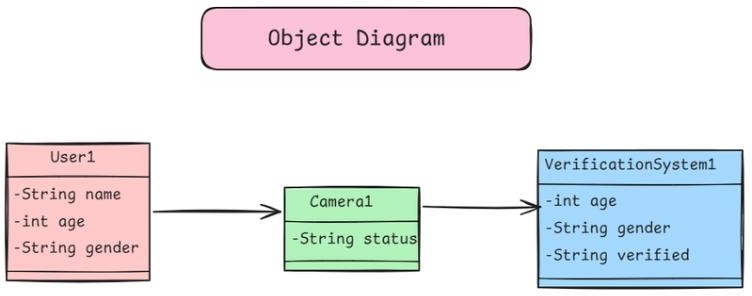 Object Diagram
User1
-String name
-int age
-String gender
Camera1
-String status
VerificationSystem1
-int age
-String gender
-String verified